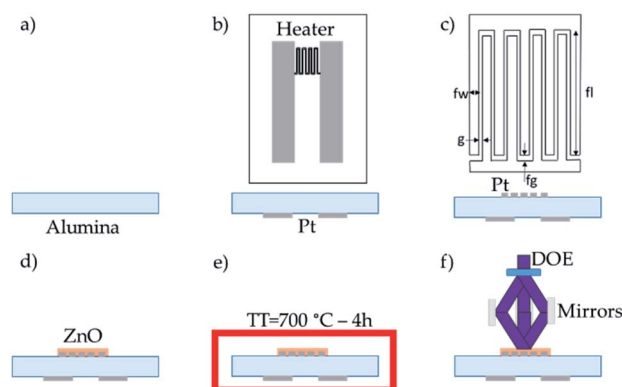 a)
b)
Heater
Pt
c)
fw
fl
g
fg
Pt
Alumina
d)
ZnO
e)
TT=700 °C – 4h
f)
DOE
Mirrors